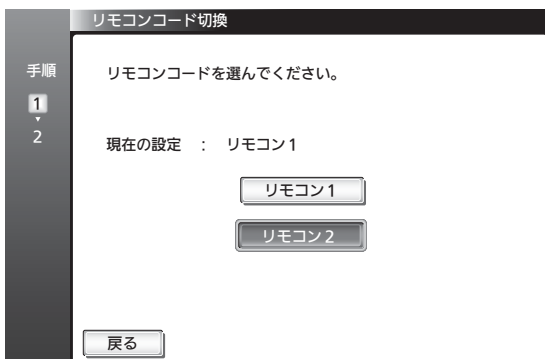 リモコンコード切換
手順
1
2
リモコンコードを選んでください。
現在の設定 : リモコン1
リモコン1
リモコン2
戻る